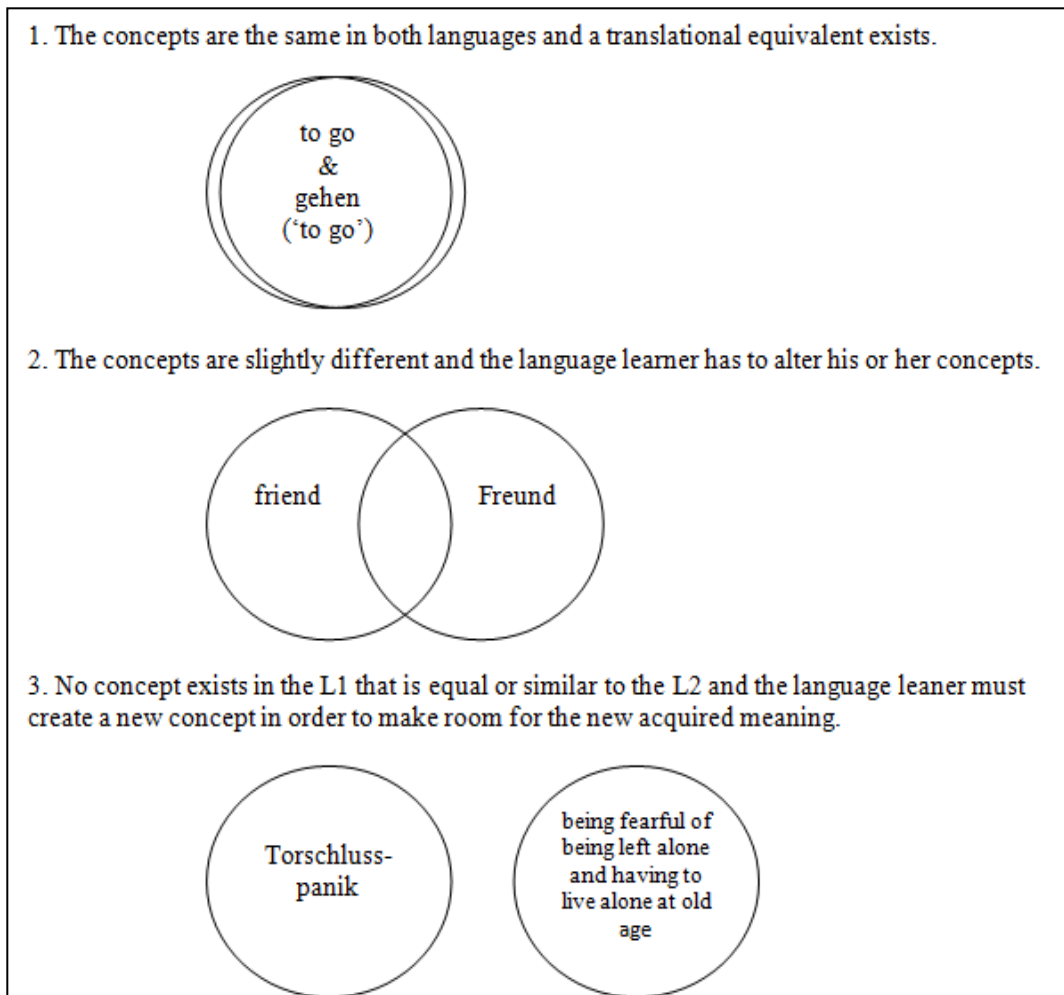 1. The concepts are the same in both languages and a translational equivalent exists.
to go
&
gehen
(‘to go’)
2. The concepts are slightly different and the language learner has to alter his or her concepts.
friend
Freund
3. No concept exists in the L1 that is equal or similar to the L2 and the language leaner must
create a new concept in order to make room for the new acquired meaning.
Torschluss-
panik
being fearful of
being left alone
and having to
live alone at old
age